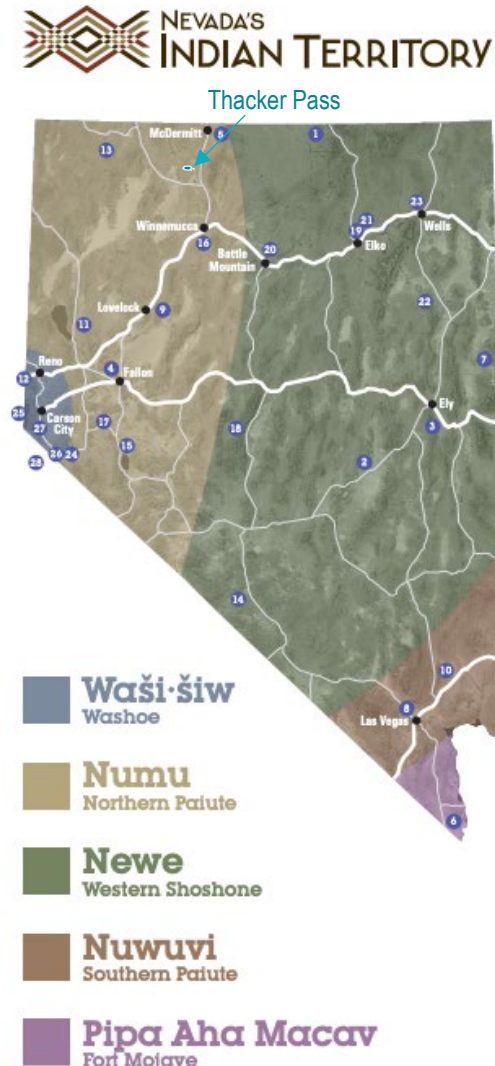 NEVADA'S
INDIAN TERRITORY
Thacker Pass
McDermitt
5
1
13
Winnemucca
16
Battle
Mountain
20
21
19
Elko
23
Wells
22
Lovelock
9
11
7
Reno
12
4
Fallon
25
Carson
City
27
17
15
26
24
28
18
Ely
3
2
14
10
8
Las Vegas
6
Waši·šiw
Washoe
Numu
Northern Paiute
Newe
Western Shoshone
Nuwuvi
Southern Paiute
Pipa Aha Macav
Fort Mojave